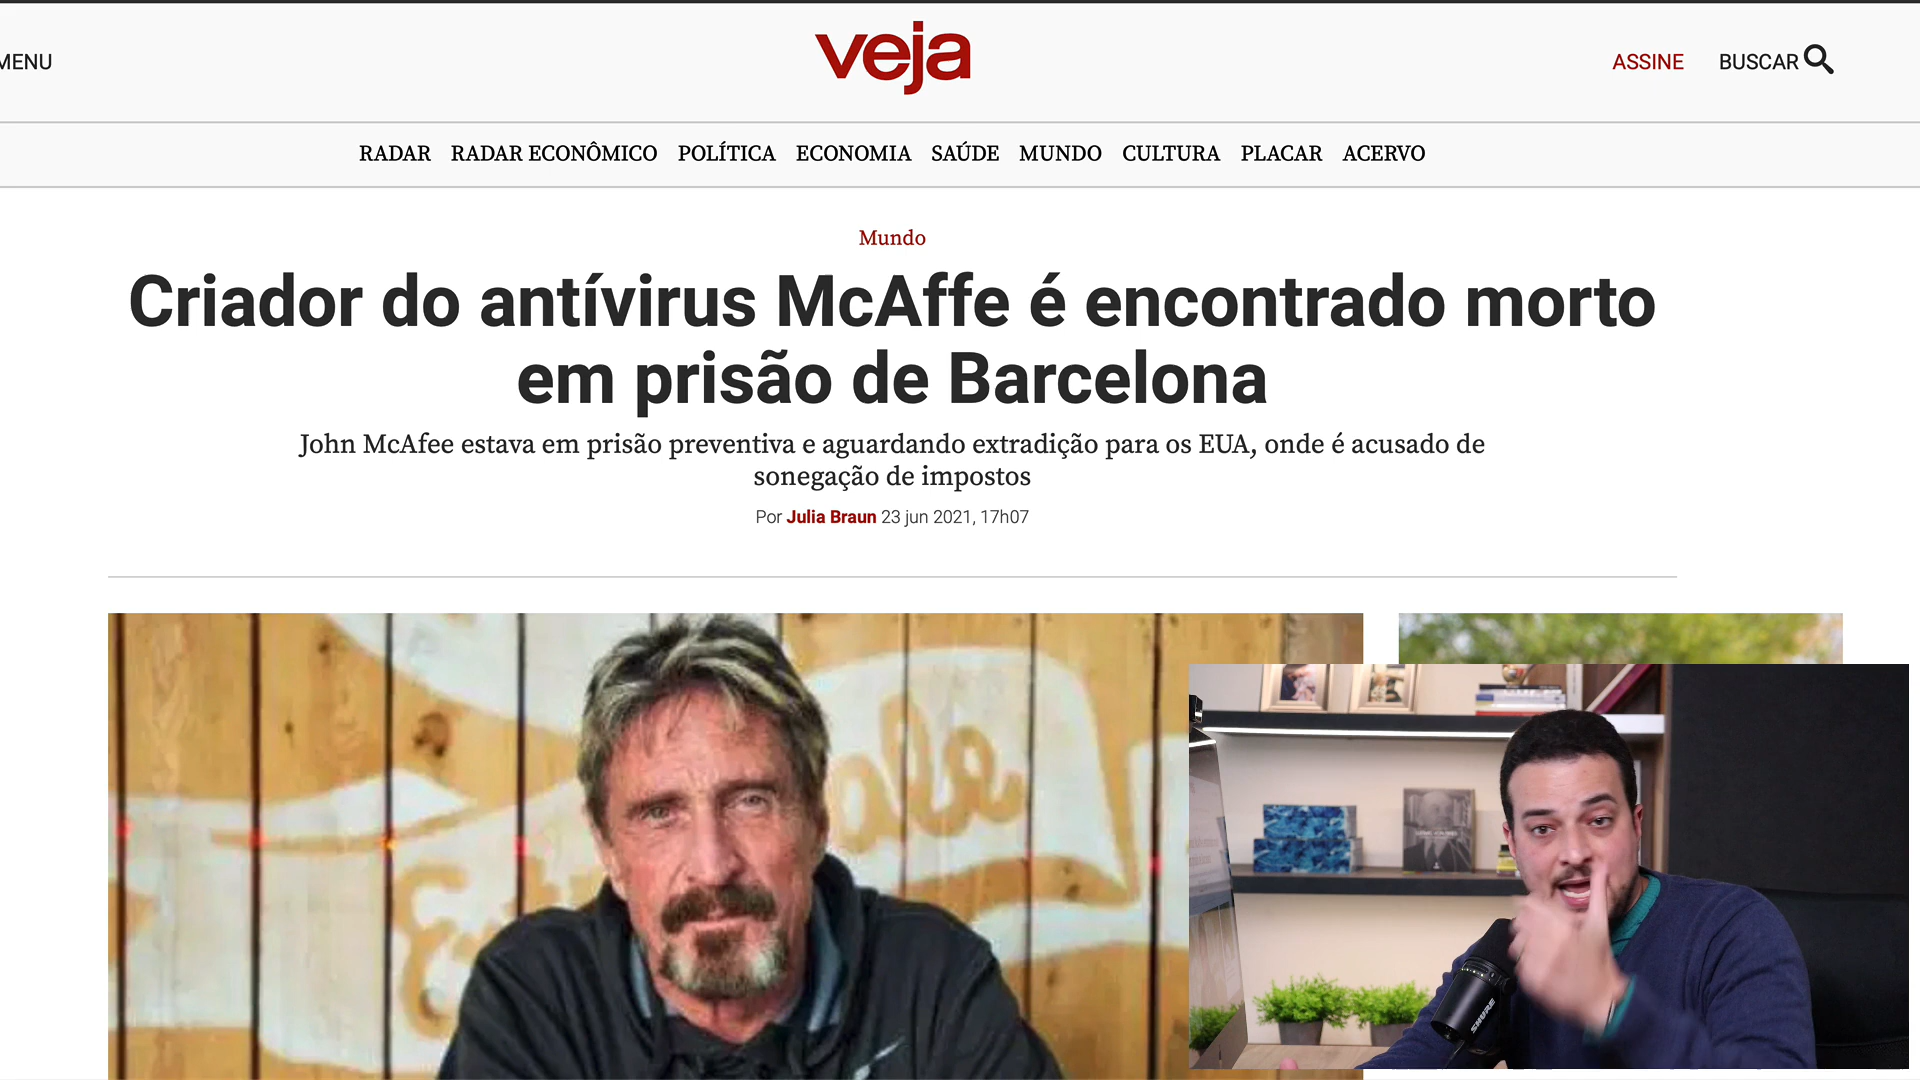 MENU
veja
ASSINE
BUSCAR
RADAR RADAR ECONÔMICO POLÍTICA ECONOMIA SAÚDE MUNDO CULTURA PLACAR ACERVO
Mundo
Criador do antívirus McAffe é encontrado morto
em prisão de Barcelona
John McAfee estava em prisão preventiva e aguardando extradição para os EUA, onde é acusado de
sonegação de impostos
Por Julia Braun 23 jun 2021, 17h07
SHURE